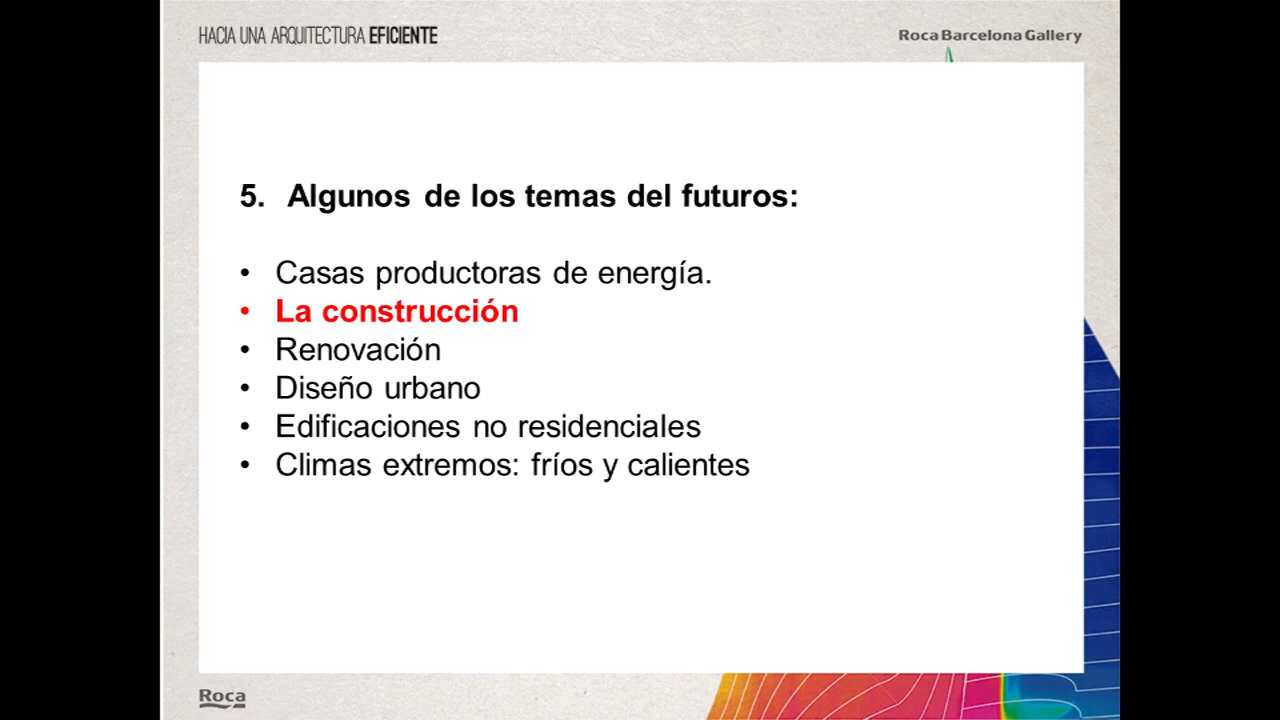 HACIA UNA ARQUITECTURA EFICIENTE
Roca Barcelona Gallery
5. Algunos de los temas del futuros:
• Casas productoras de energía.
• La construcción
• Renovación
• Diseño urbano
• Edificaciones no residenciales
• Climas extremos: fríos y calientes
Roca